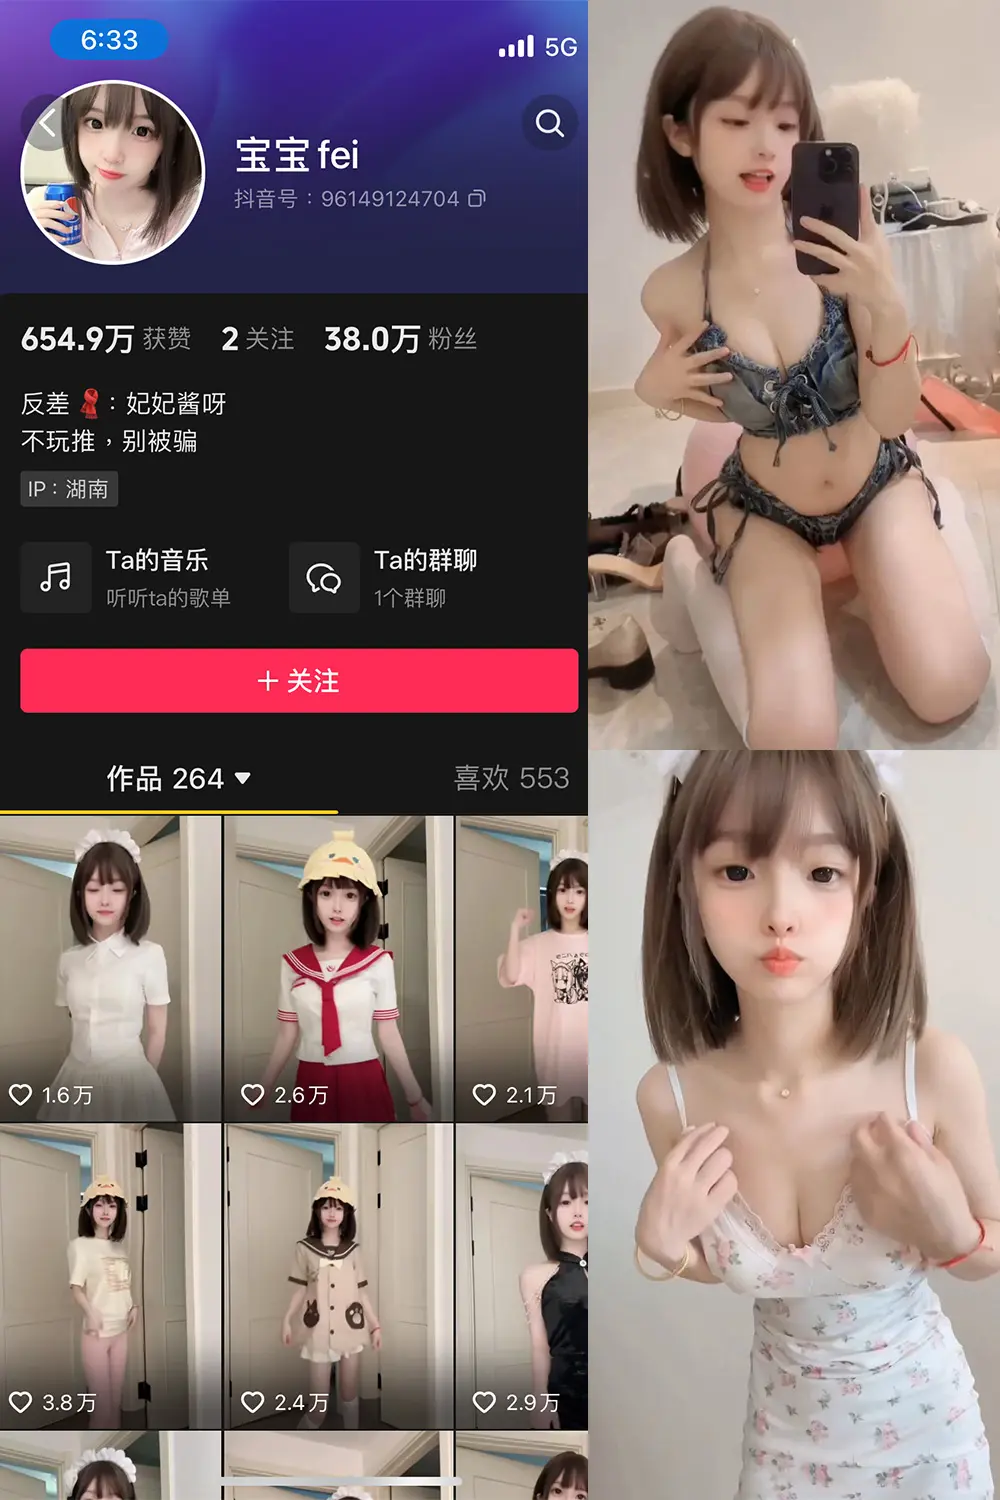 6:33
5G
宝宝fei
抖音号：96149124704
654.9万 获赞 2 关注 38.0万 粉丝
反差🧣：妃妃酱呀
不玩推，别被骗
IP：湖南
Ta的音乐
听听ta的歌单
Ta的群聊
1个群聊
＋关注
作品 264
喜欢 553
1.6万
2.6万
2.1万
3.8万
2.4万
2.9万